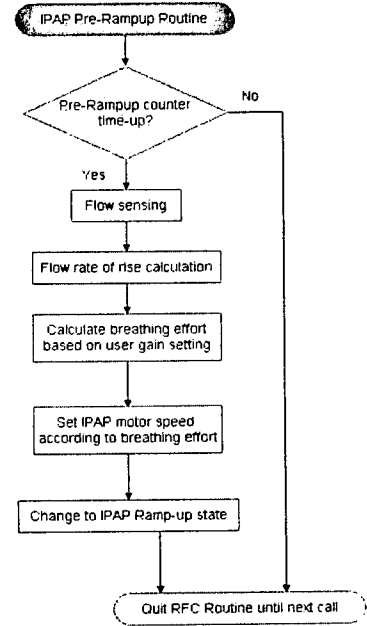 IPAP Pre-Rampup Routine
Pre-Rampup counter
time-up?
No
Yes
Flow sensing
Flow rate of rise calculation
Calculate breathing effort
based on user gain setting
Set IPAP motor speed
according to breathing effort
Change to IPAP Ramp-up state
Quit RFC Routine until next call